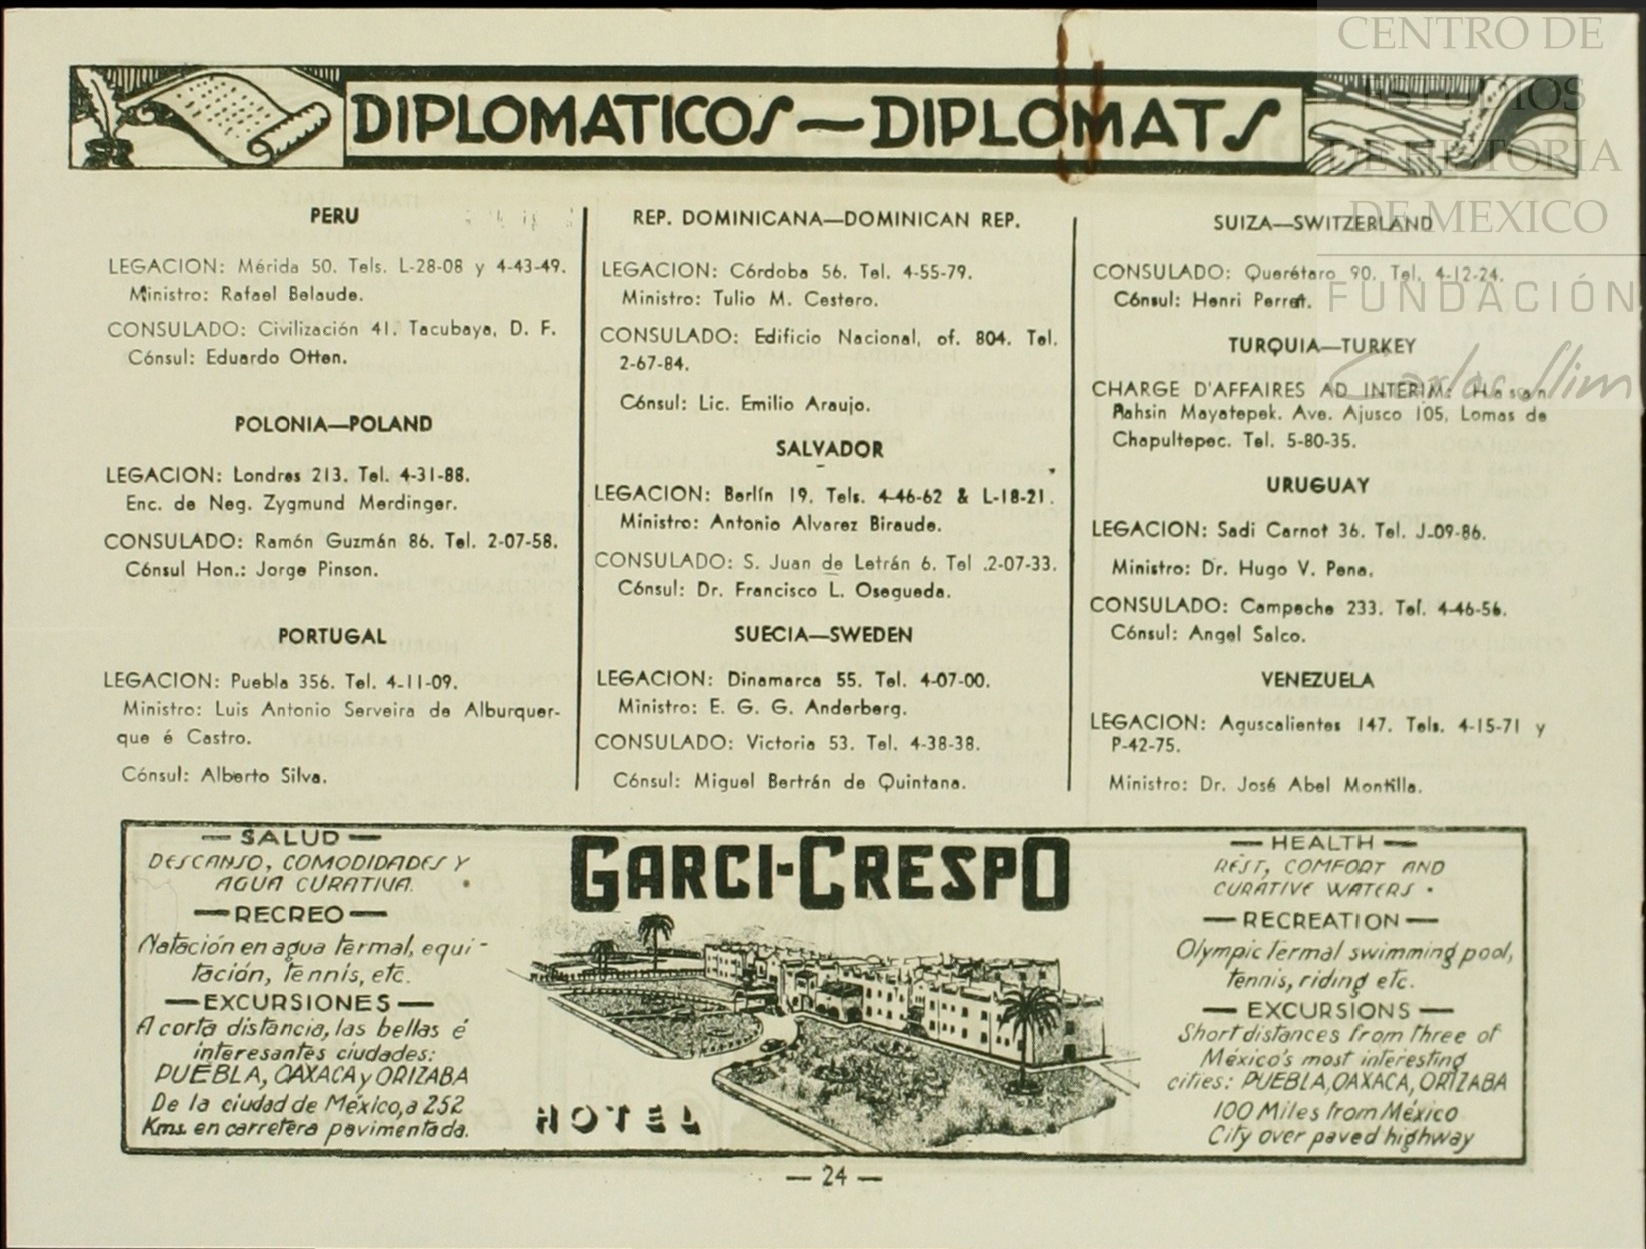 DIPLOMATICOS—DIPLOMATS
PERU
LEGACION: Mérida 50. Tels. L-28-08 y 4-43-49.
Ministro: Rafael Belaude.
CONSULADO: Civilización 41. Tacubaya, D. F.
Cónsul: Eduardo Otten.
POLONIA—POLAND
LEGACION: Londres 213. Tel. 4-31-88.
Enc. de Neg. Zygmund Merdinger.
CONSULADO: Ramón Guzmán 86. Tel. 2-07-58.
Cónsul Hon.: Jorge Pinson.
PORTUGAL
LEGACION: Puebla 356. Tel. 4-11-09.
Ministro: Luis Antonio Serveira de Alburquer-
que é Castro.
Cónsul: Alberto Silva.
REP. DOMINICANA—DOMINICAN REP.
LEGACION: Córdoba 56. Tel. 4-55-79.
Ministro: Tulio M. Cestero.
CONSULADO: Edificio Nacional, of. 804. Tel.
2-67-84.
Cónsul: Lic. Emilio Araujo.
SALVADOR
LEGACION: Berlín 19. Tels. 4-46-62 & L-18-21.
Ministro: Antonio Alvarez Biraude.
CONSULADO: S. Juan de Letrán 6. Tel .2-07-33.
Cónsul: Dr. Francisco L. Osegueda.
SUECIA—SWEDEN
LEGACION: Dinamarca 55. Tel. 4-07-00.
Ministro: E. G. G. Anderberg.
CONSULADO: Victoria 53. Tel. 4-38-38.
Cónsul: Miguel Bertrán de Quintana.
SUIZA—SWITZERLAND
CONSULADO: Querétaro 90. Tel. 4-12-24.
Cónsul: Henri Perret.
TURQUIA—TURKEY
CHARGE D'AFFAIRES AD INTERIM: Hasan
Rahsin Mayatepek. Ave. Ajusco 105, Lomas de
Chapultepec. Tel. 5-80-35.
URUGUAY
LEGACION: Sadi Carnot 36. Tel. J-09-86.
Ministro: Dr. Hugo V. Pena.
CONSULADO: Campeche 233. Tel. 4-46-56.
Cónsul: Angel Salco.
VENEZUELA
LEGACION: Aguscalientes 147. Tels. 4-15-71 y
P-42-75.
Ministro: Dr. José Abel Montilla.
— SALUD —
DESCANSO, COMODIDADES Y
AGUA CURATIVA.
— RECREO —
Natación en agua termal, equi-
tación, tennis, etc.
— EXCURSIONES —
A corta distancia, las bellas é
interesantes ciudades:
PUEBLA, OAXACA y ORIZABA
De la ciudad de México, a 252
Kms. en carretera pavimentada.
GARCI-CRESPO
HOTEL
— HEALTH —
REST, COMFORT AND
CURATIVE WATERS.
— RECREATION —
Olympic termal swimming pool,
tennis, riding etc.
— EXCURSIONS —
Short distances from three of
México's most interesting
cities: PUEBLA, OAXACA, ORIZABA
100 Miles from México
City over paved highway
— 24 —
CENTRO DE
ESTUDIOS
DE HISTORIA
DE MEXICO
FUNDACIÓN
Carlos Slim